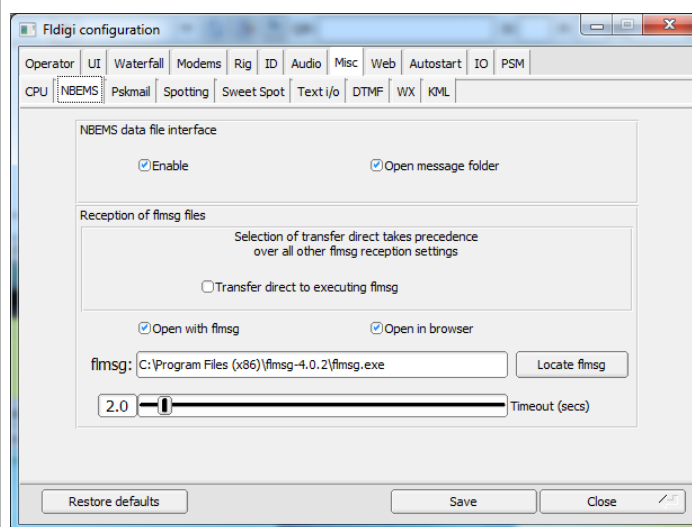 Fldigi configuration
Operator UI Waterfall Modems Rig ID Audio Misc Web Autostart IO PSM
CPU NBEMS Pskmail Spotting Sweet Spot Text i/o DTMF WX KML
NBEMS data file interface
Enable Open message folder
Reception of flmsg files
Selection of transfer direct takes precedence
over all other flmsg reception settings
Transfer direct to executing flmsg
Open with flmsg Open in browser
flmsg: C:\Program Files (x86)\flmsg-4.0.2\flmsg.exe Locate flmsg
2.0 Timeout (secs)
Restore defaults Save Close